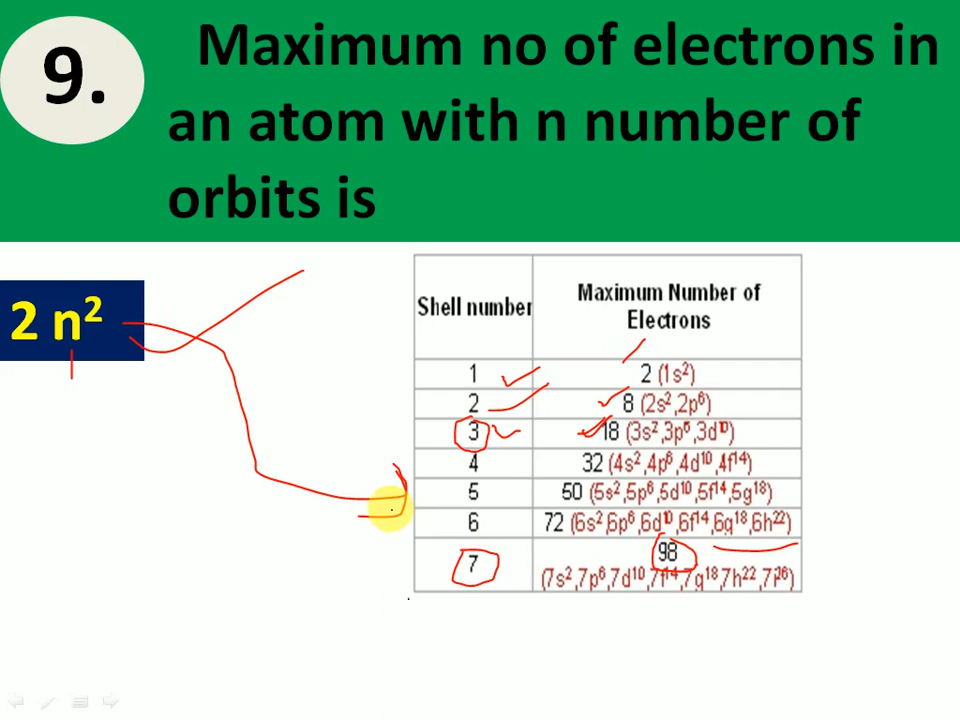 9.
Maximum no of electrons in
an atom with n number of
orbits is
2 n²
Shell number Maximum Number of
Electrons
1 2 (1s²)
2 8 (2s²,2p⁶)
3 18 (3s²,3p⁶,3d¹⁰)
4 32 (4s²,4p⁶,4d¹⁰,4f¹⁴)
5 50 (5s²,5p⁶,5d¹⁰,5f¹⁴,5g¹⁸)
6 72 (6s²,6p⁶,6d¹⁰,6f¹⁴,6g¹⁸,6h²²)
7 98
(7s²,7p⁶,7d¹⁰,7f¹⁴,7g¹⁸,7h²²,7i²⁶)